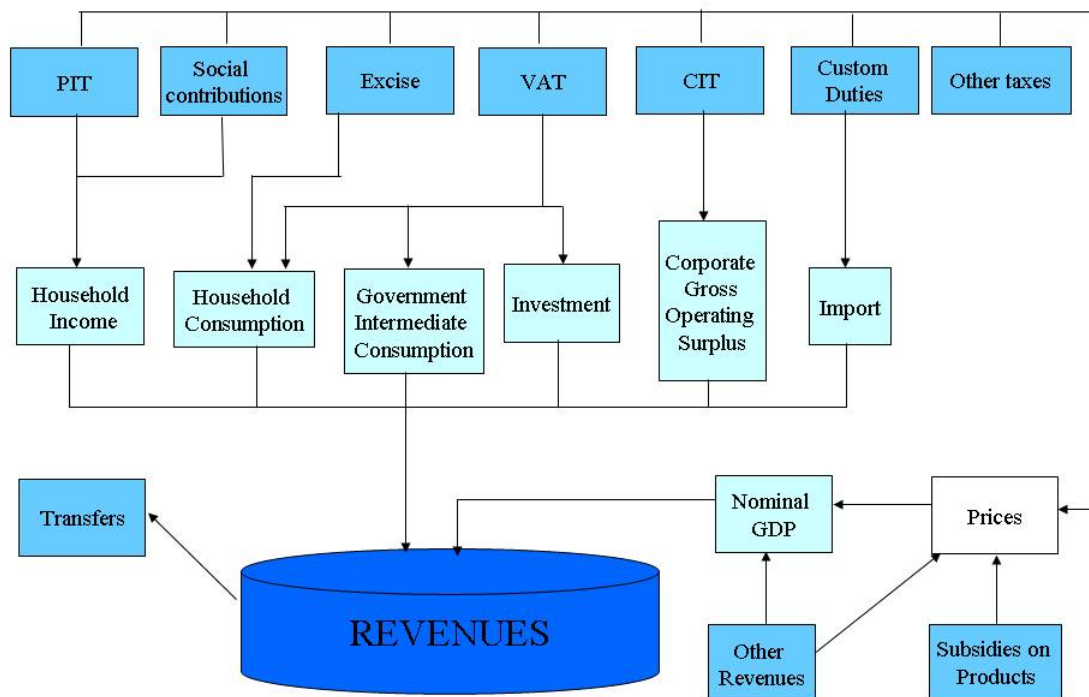 PIT
Social
contributions
Excise
VAT
CIT
Custom
Duties
Other taxes
Household
Income
Household
Consumption
Government
Intermediate
Consumption
Investment
Corporate
Gross
Operating
Surplus
Import
Transfers
Nominal
GDP
Prices
REVENUES
Other
Revenues
Subsidies on
Products